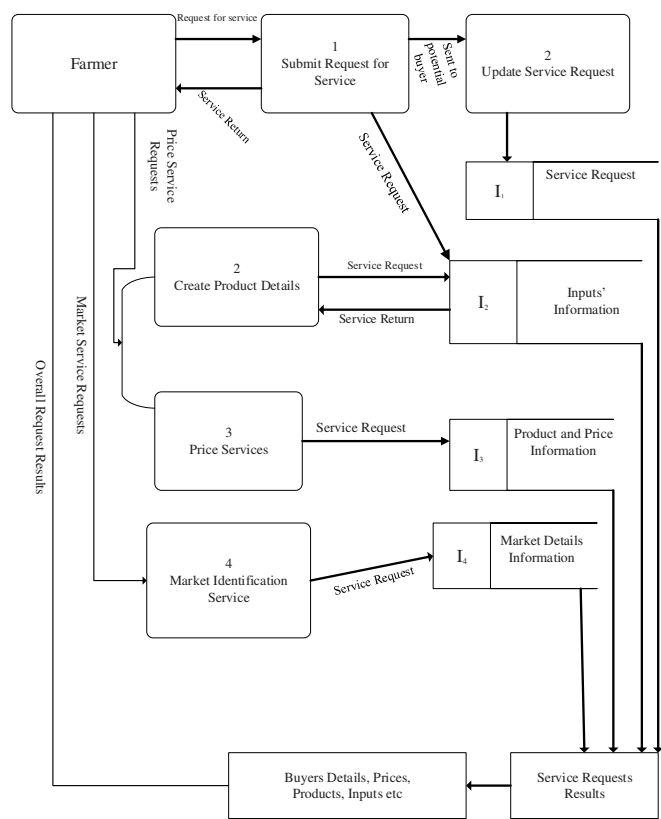 Request for service
Farmer
1
Submit Request for
Service
Sent to
potential
buyer
2
Update Service Request
Service Return
Price Service
Requests
Service Request
I₁
Service Request
2
Create Product Details
Service Request
Service Return
I₂
Inputs'
Information
Market Service Requests
Overall Request Results
3
Price Services
Service Request
I₃
Product and Price
Information
4
Market Identification
Service
Service Request
I₄
Market Details
Information
Buyers Details, Prices,
Products, Inputs etc
Service Requests
Results